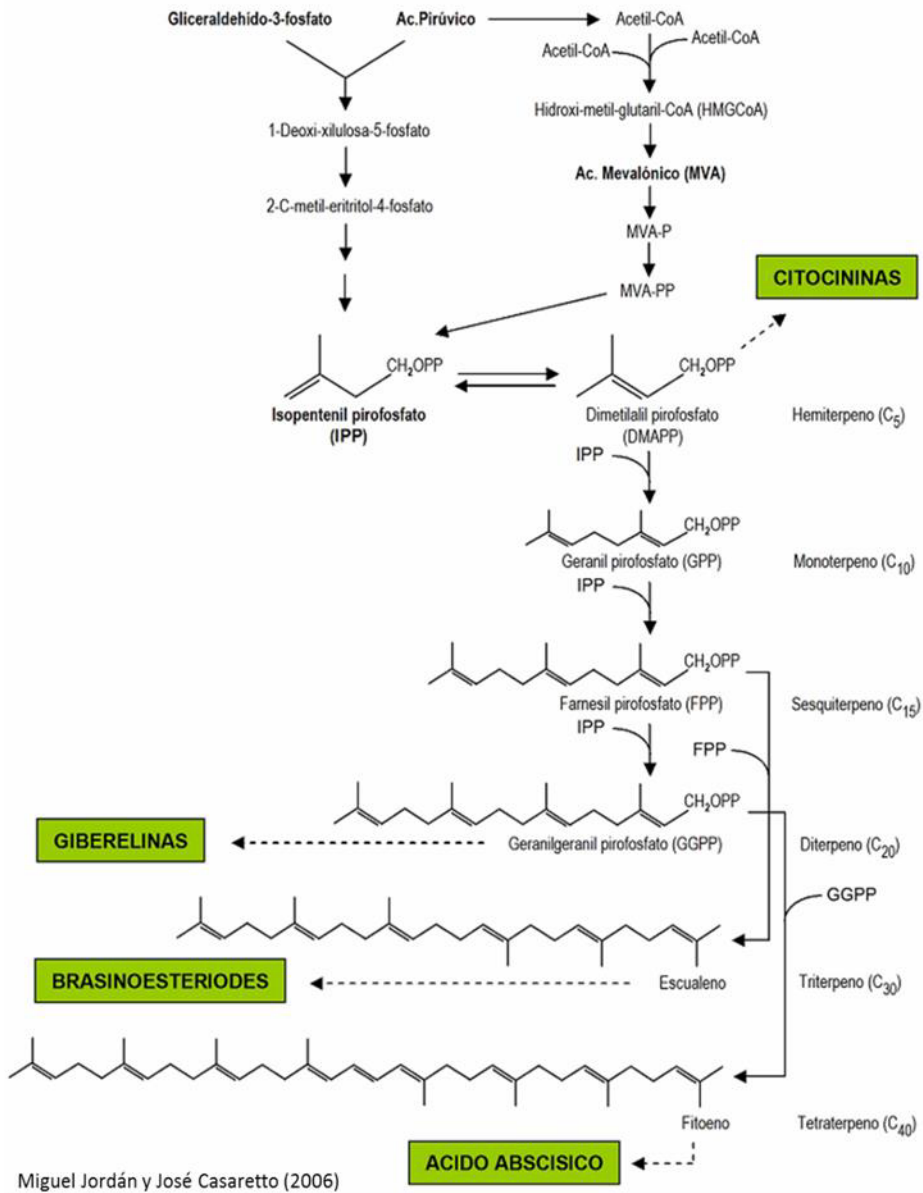 Gliceraldehido-3-fosfato
Ac.Pirúvico
Acetil-CoA
Acetil-CoA
Acetil-CoA
1-Deoxi-xilulosa-5-fosfato
Hidroxi-metil-glutaril-CoA (HMGCoA)
Ac. Mevalónico (MVA)
2-C-metil-eritritol-4-fosfato
MVA-P
MVA-PP
CITOCININAS
CH2OPP
CH2OPP
Isopentenil pirofosfato
(IPP)
Dimetilalil pirofosfato
(DMAPP)
Hemiterpeno (C5)
IPP
CH2OPP
Geranil pirofosfato (GPP)
Monoterpeno (C10)
IPP
CH2OPP
Farnesil pirofosfato (FPP)
Sesquiterpeno (C15)
IPP
FPP
CH2OPP
GIBERELINAS
Geranilgeranil pirofosfato (GGPP)
Diterpeno (C20)
GGPP
BRASINOESTERIODES
Escualeno
Triterpeno (C30)
Fitoeno
Tetraterpeno (C40)
ACIDO ABSCISICO
Miguel Jordán y José Casaretto (2006)